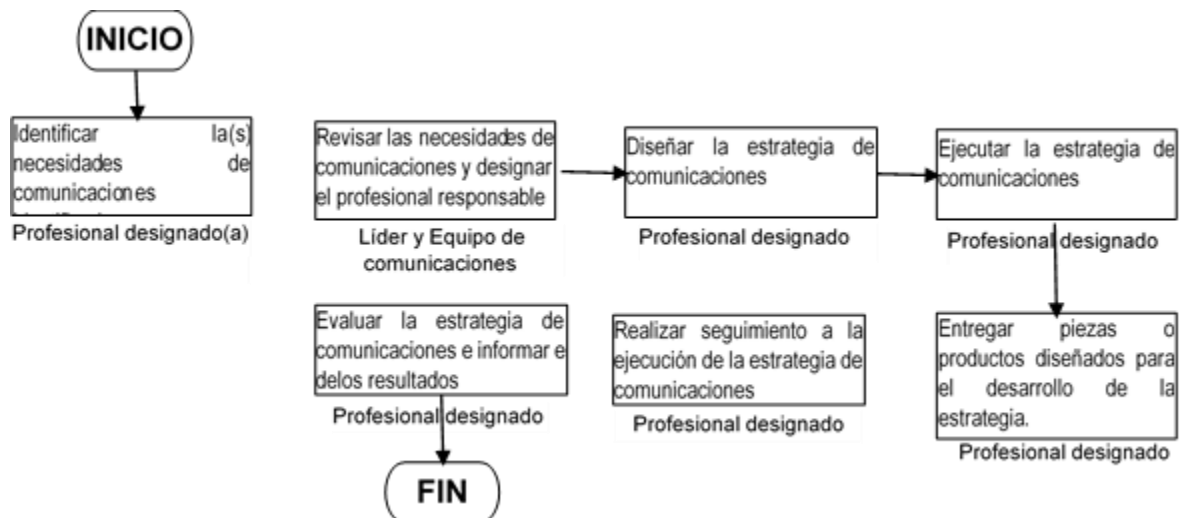 INICIO
Identificar la(s)
necesidades de
comunicaciones
Profesional designado(a)
Revisar las necesidades de
comunicaciones y designar
el profesional responsable
Líder y Equipo de
comunicaciones
Diseñar la estrategia de
comunicaciones
Profesional designado
Ejecutar la estrategia de
comunicaciones
Profesional designado
Entregar piezas o
productos diseñados para
el desarrollo de la
estrategia.
Profesional designado
Realizar seguimiento a la
ejecución de la estrategia de
comunicaciones
Profesional designado
Evaluar la estrategia de
comunicaciones e informar e
delos resultados
Profesional designado
FIN